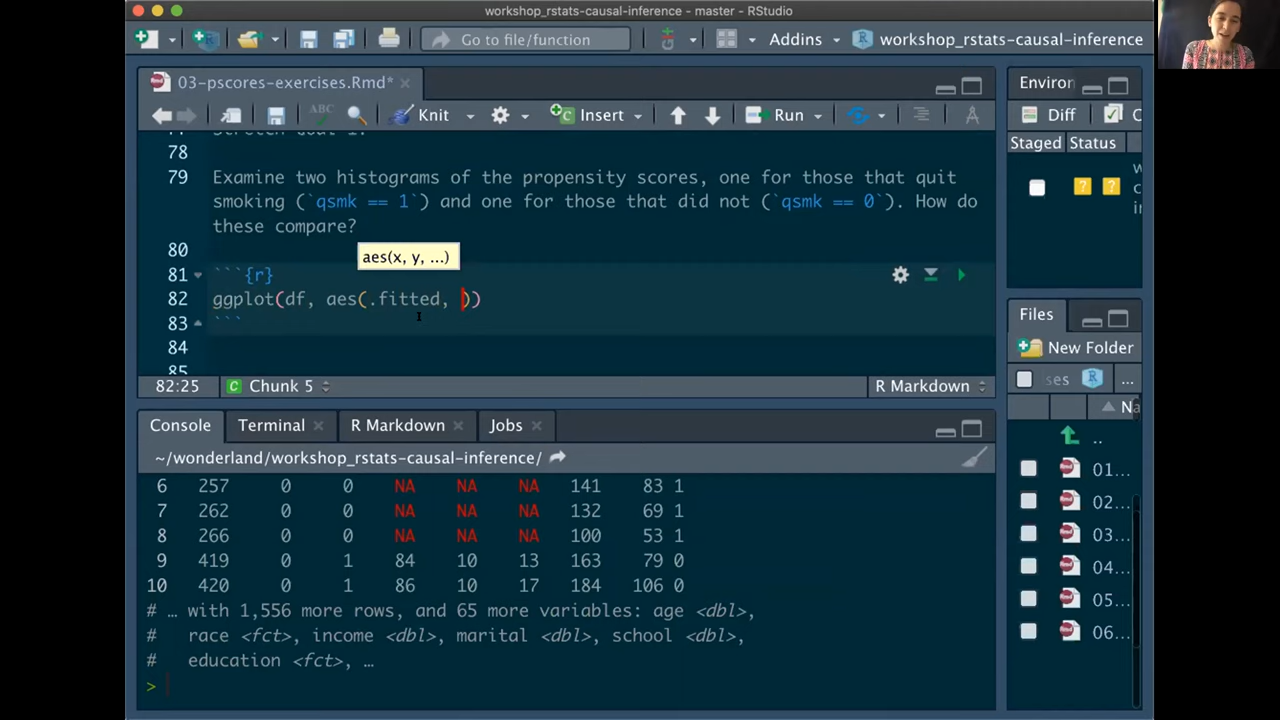 workshop_rstats-causal-inference - master - RStudio
Go to file/function
Addins
workshop_rstats-causal-inference
03-pscores-exercises.Rmd*
Environ
ABC
Knit
Insert
Run
Diff
C
Staged Status
78
79 Examine two histograms of the propensity scores, one for those that quit
smoking (`qsmk == 1`) and one for those that did not (`qsmk == 0`). How do
these compare?
80
aes(x, y, ...)
81 ```{r}
82 ggplot(df, aes(.fitted, ))
83 ```
84
85
82:25 Chunk 5 R Markdown
Files
New Folder
ses ...
Na
..
01...
02...
03...
04...
05...
06...
Console Terminal R Markdown Jobs
~/wonderland/workshop_rstats-causal-inference/
6 257 0 0 NA NA NA 141 83 1
7 262 0 0 NA NA NA 132 69 1
8 266 0 0 NA NA NA 100 53 1
9 419 0 1 84 10 13 163 79 0
10 420 0 1 86 10 17 184 106 0
# … with 1,556 more rows, and 65 more variables: age <dbl>,
# race <fct>, income <dbl>, marital <dbl>, school <dbl>,
# education <fct>, …
>